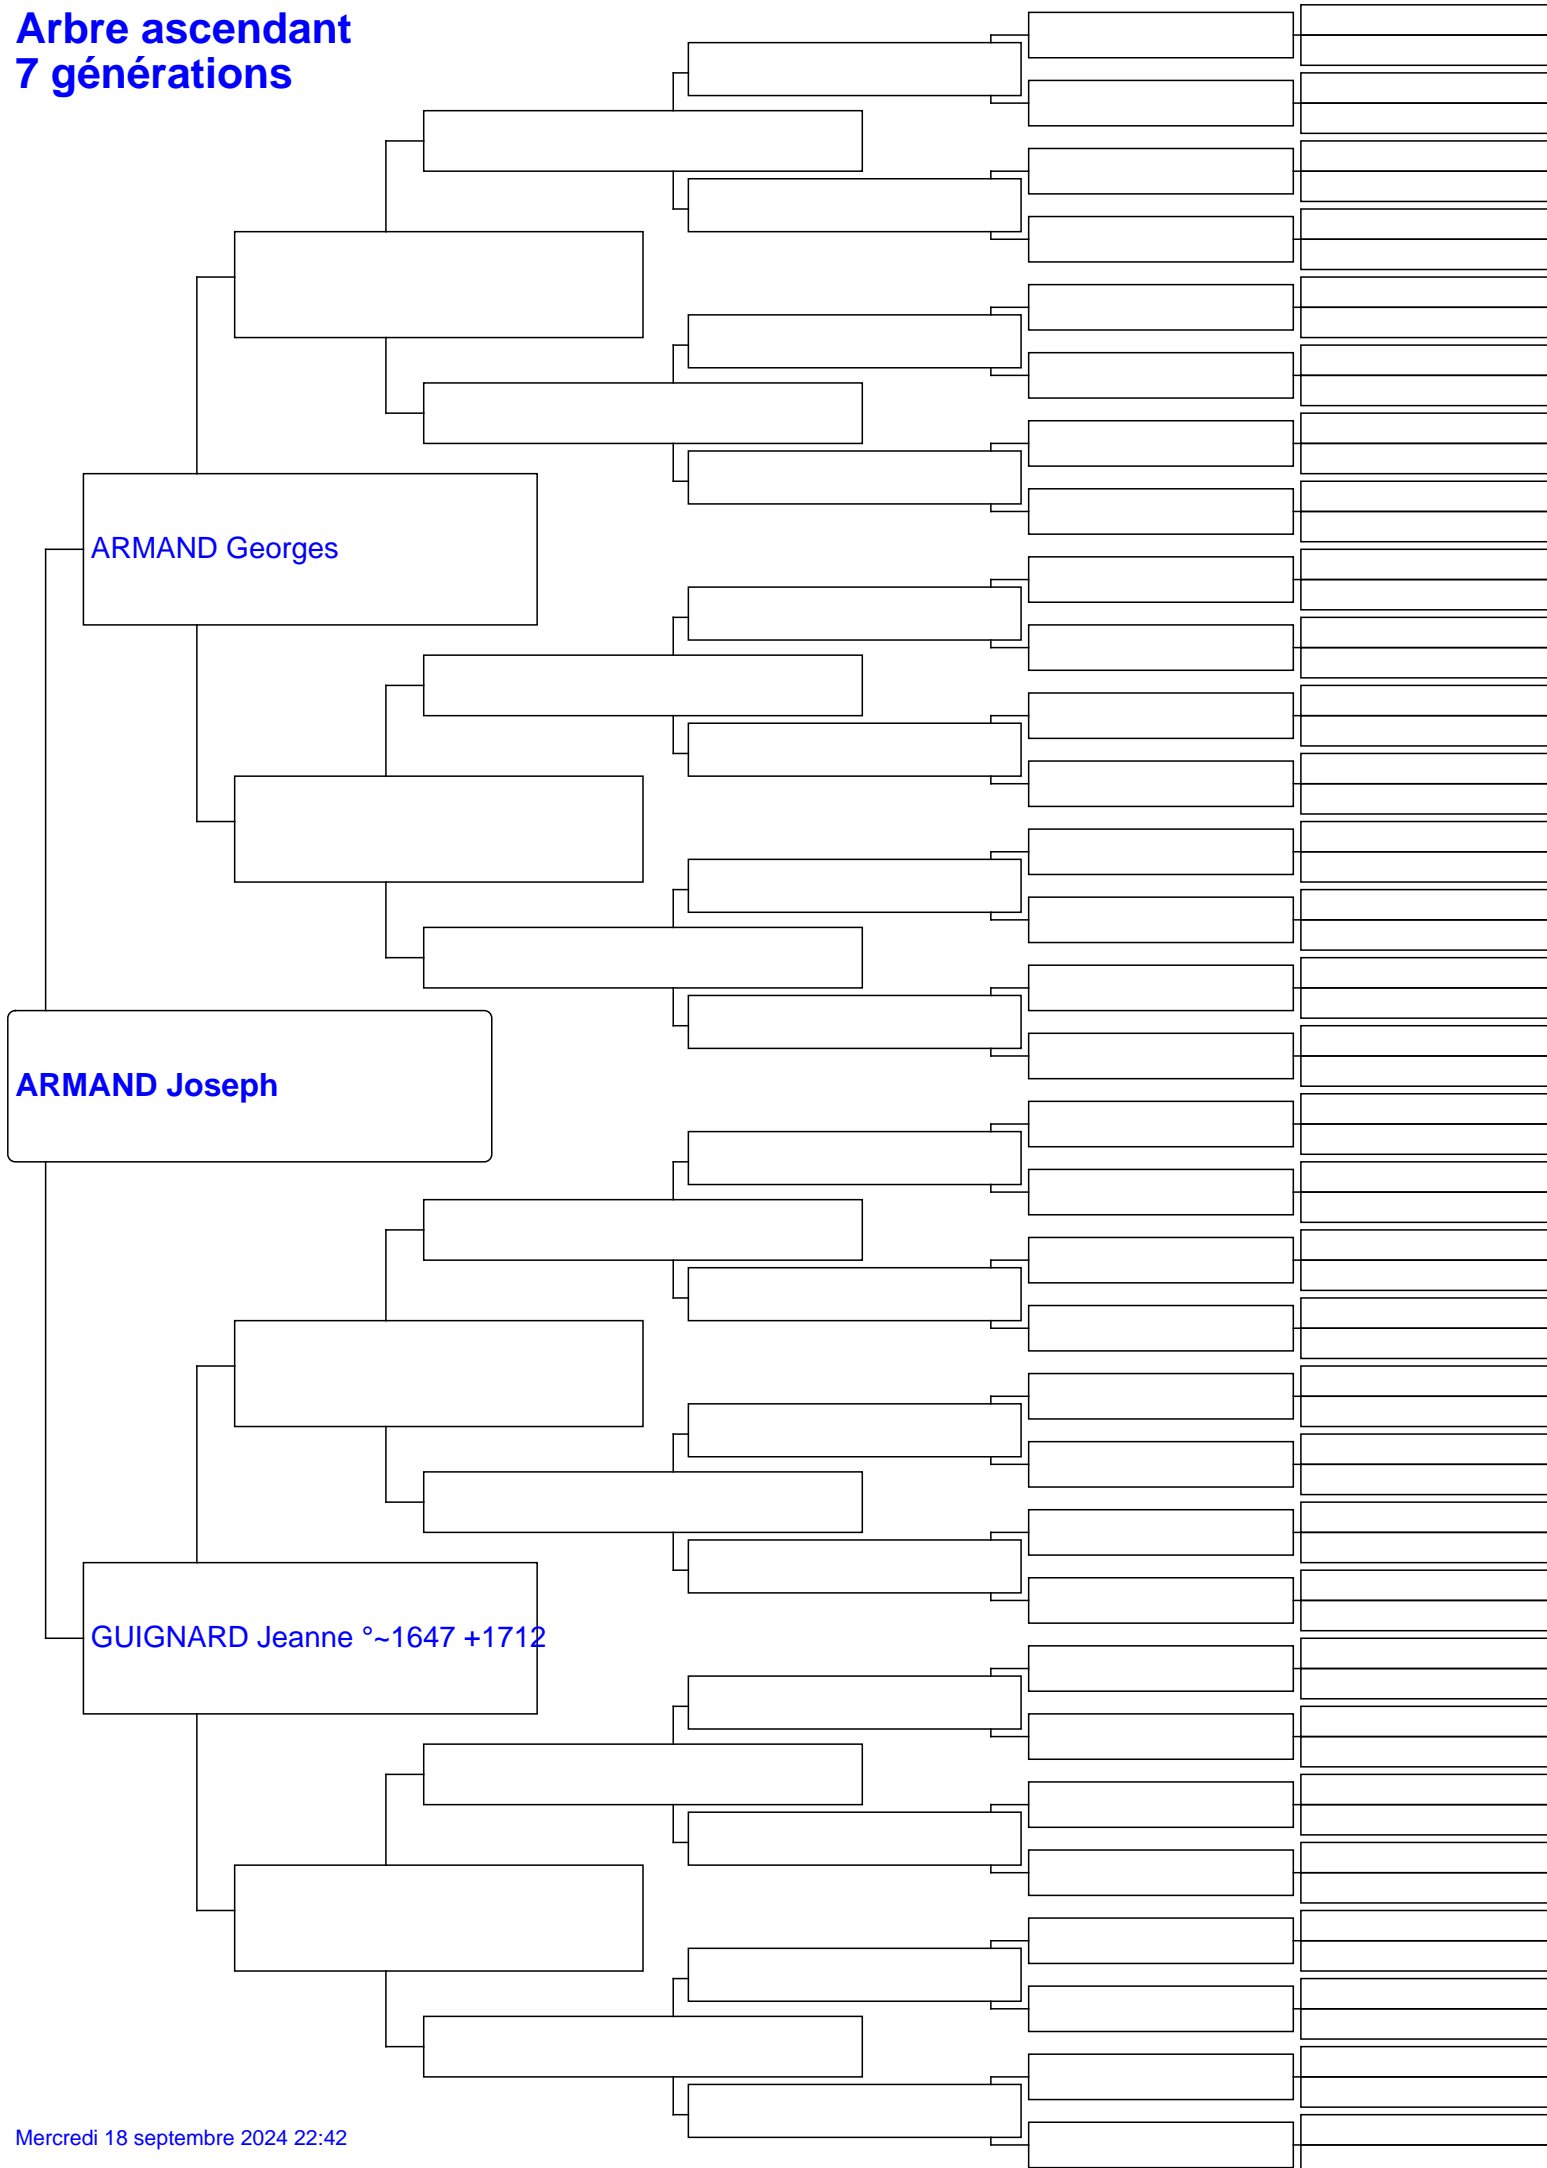 Arbre ascendant
7 générations
ARMAND Georges
ARMAND Joseph
GUIGNARD Jeanne °~1647 +1712
Mercredi 18 septembre 2024 22:42